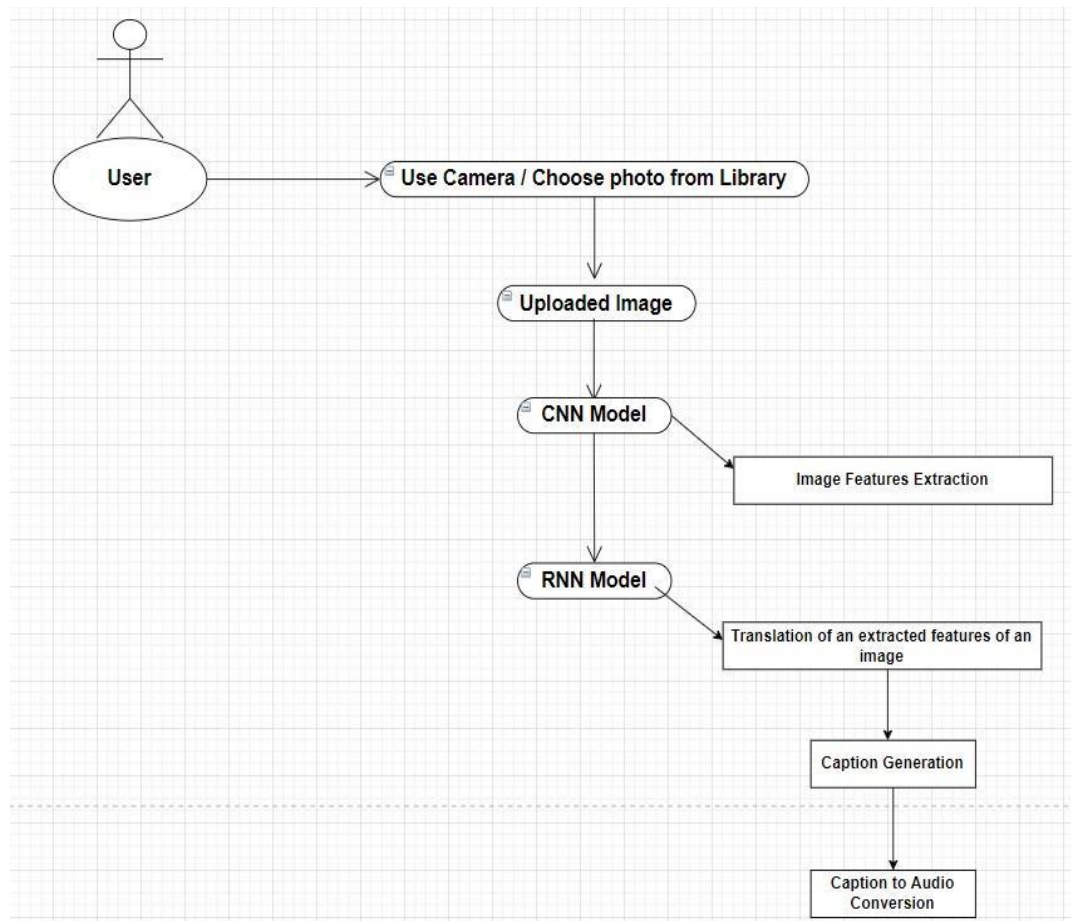 User
Use Camera / Choose photo from Library
Uploaded Image
CNN Model
Image Features Extraction
RNN Model
Translation of an extracted features of an
image
Caption Generation
Caption to Audio
Conversion